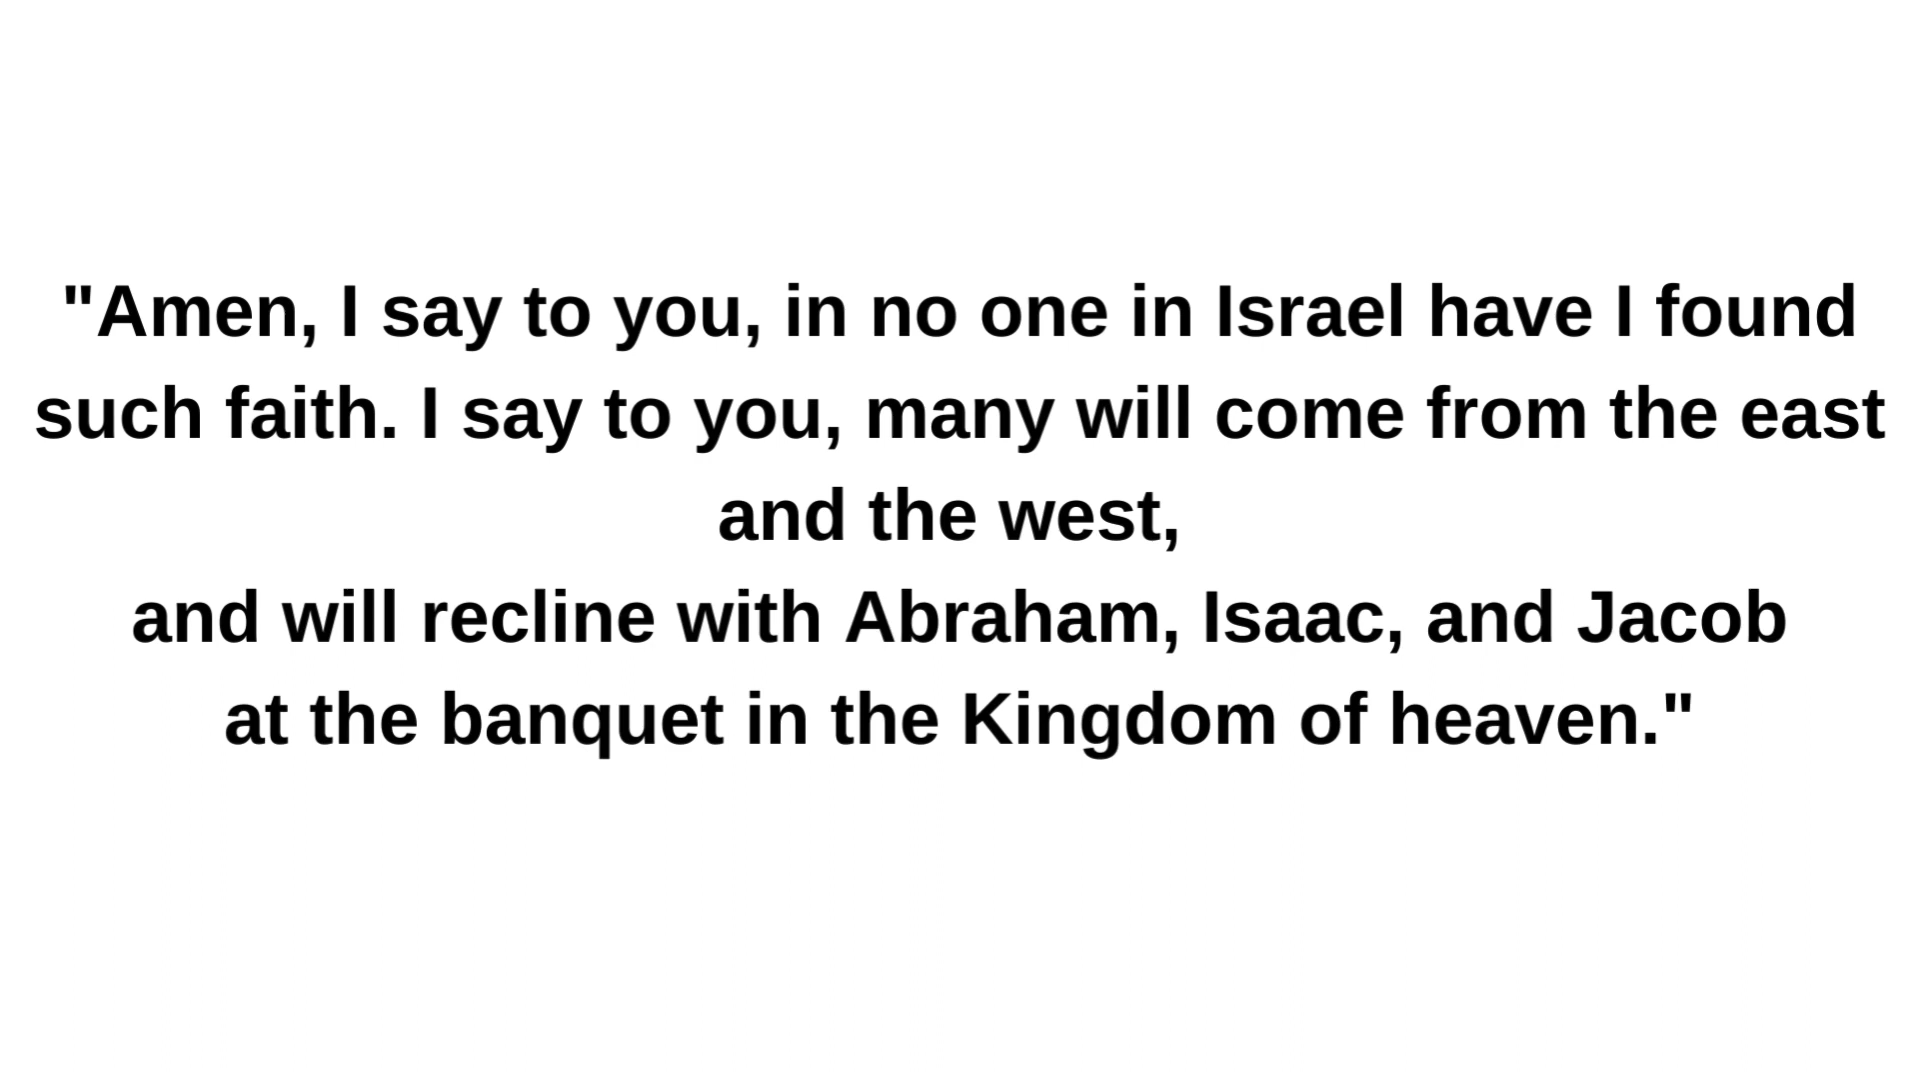 "Amen, I say to you, in no one in Israel have I found
such faith. I say to you, many will come from the east
and the west,
and will recline with Abraham, Isaac, and Jacob
at the banquet in the Kingdom of heaven."